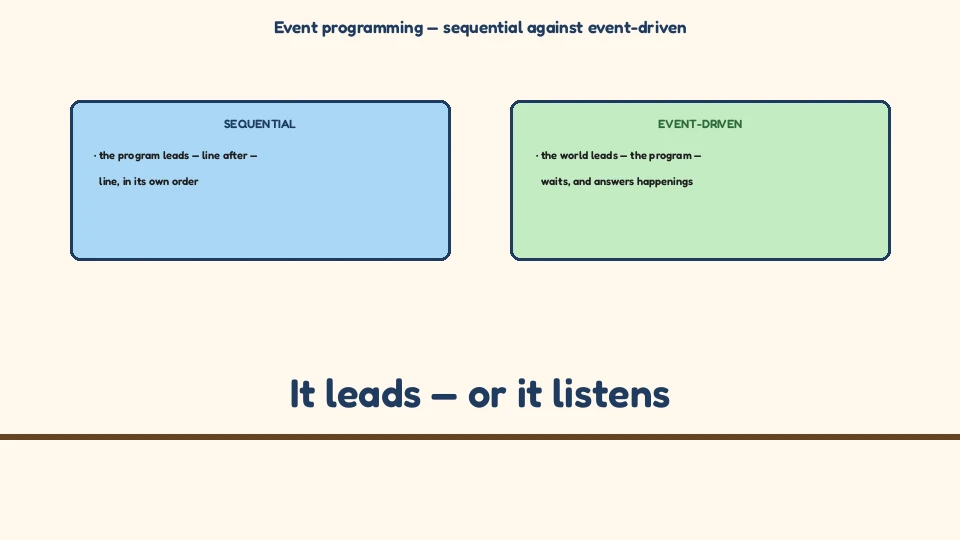 Event programming — sequential against event-driven
SEQUENTIAL
· the program leads — line after —
line, in its own order
EVENT-DRIVEN
· the world leads — the program —
waits, and answers happenings
It leads — or it listens